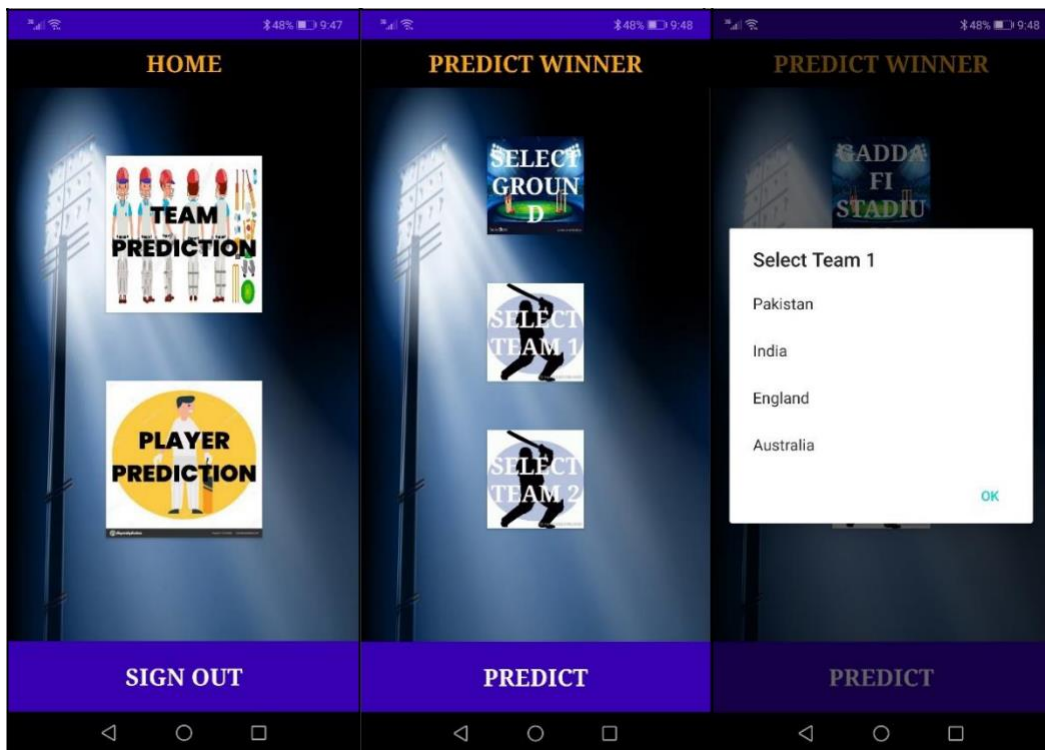 48% 9:47
HOME
TEAM
PREDICTION
PLAYER
PREDICTION
SIGN OUT
48% 9:48
PREDICT WINNER
SELECT
GROUN
D
SELECT
TEAM 1
SELECT
TEAM 2
PREDICT
48% 9:48
PREDICT WINNER
GADDA
FI
STADIU
Select Team 1
Pakistan
India
England
Australia
OK
PREDICT